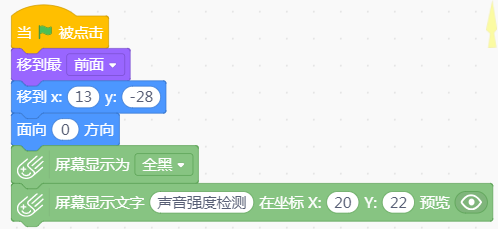 当 被点击
移到最 前面
移到 x: 13 y: -28
面向 0 方向
屏幕显示为 全黑
屏幕显示文字 声音强度检测 在坐标 X: 20 Y: 22 预览